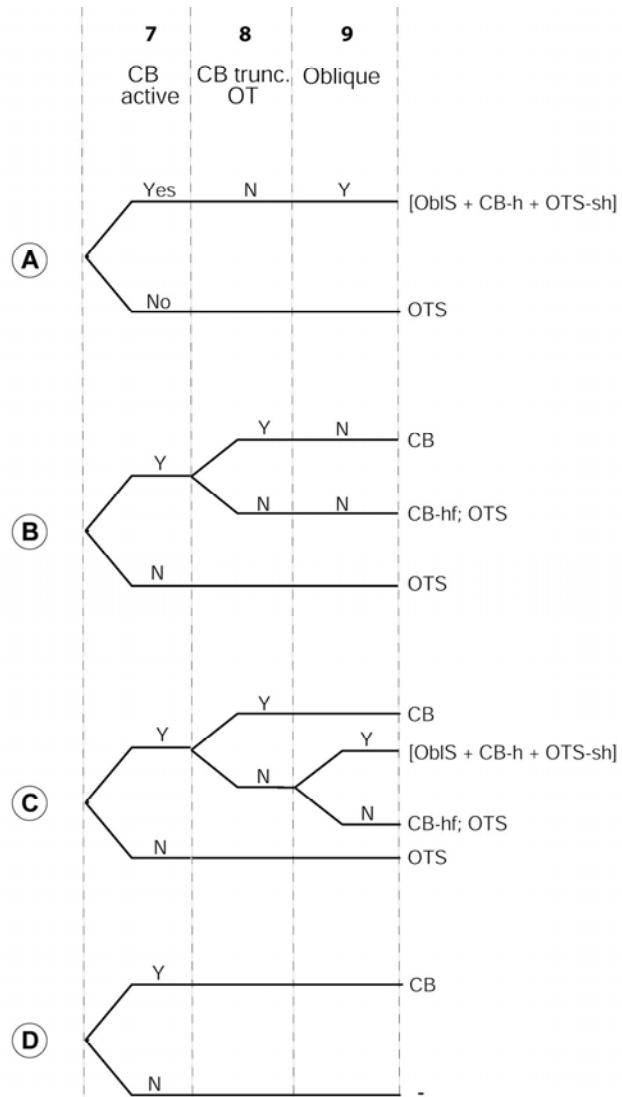 7 8 9
CB active CB trunc. OT Oblique
Yes N Y [OblS + CB-h + OTS-sh]
A
No OTS
Y N CB
Y
N N CB-hf; OTS
B
N OTS
Y CB
Y
Y [OblS + CB-h + OTS-sh]
N
C
N CB-hf; OTS
N OTS
Y CB
D
N -